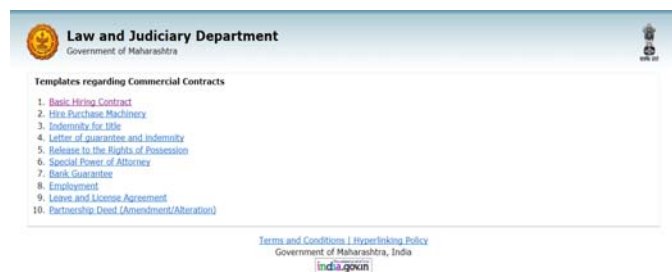 Law and Judiciary Department
Government of Maharashtra
Templates regarding Commercial Contracts
1. Basic Hiring Contract
2. Hire Purchase Machinery
3. Indemnity for title
4. Letter of guarantee and indemnity
5. Release to the Rights of Possession
6. Special Power of Attorney
7. Bank Guarantee
8. Employment
9. Leave and License Agreement
10. Partnership Deed (Amendment/Alteration)
Terms and Conditions | Hyperlinking Policy
Government of Maharashtra, India
india.gov.in